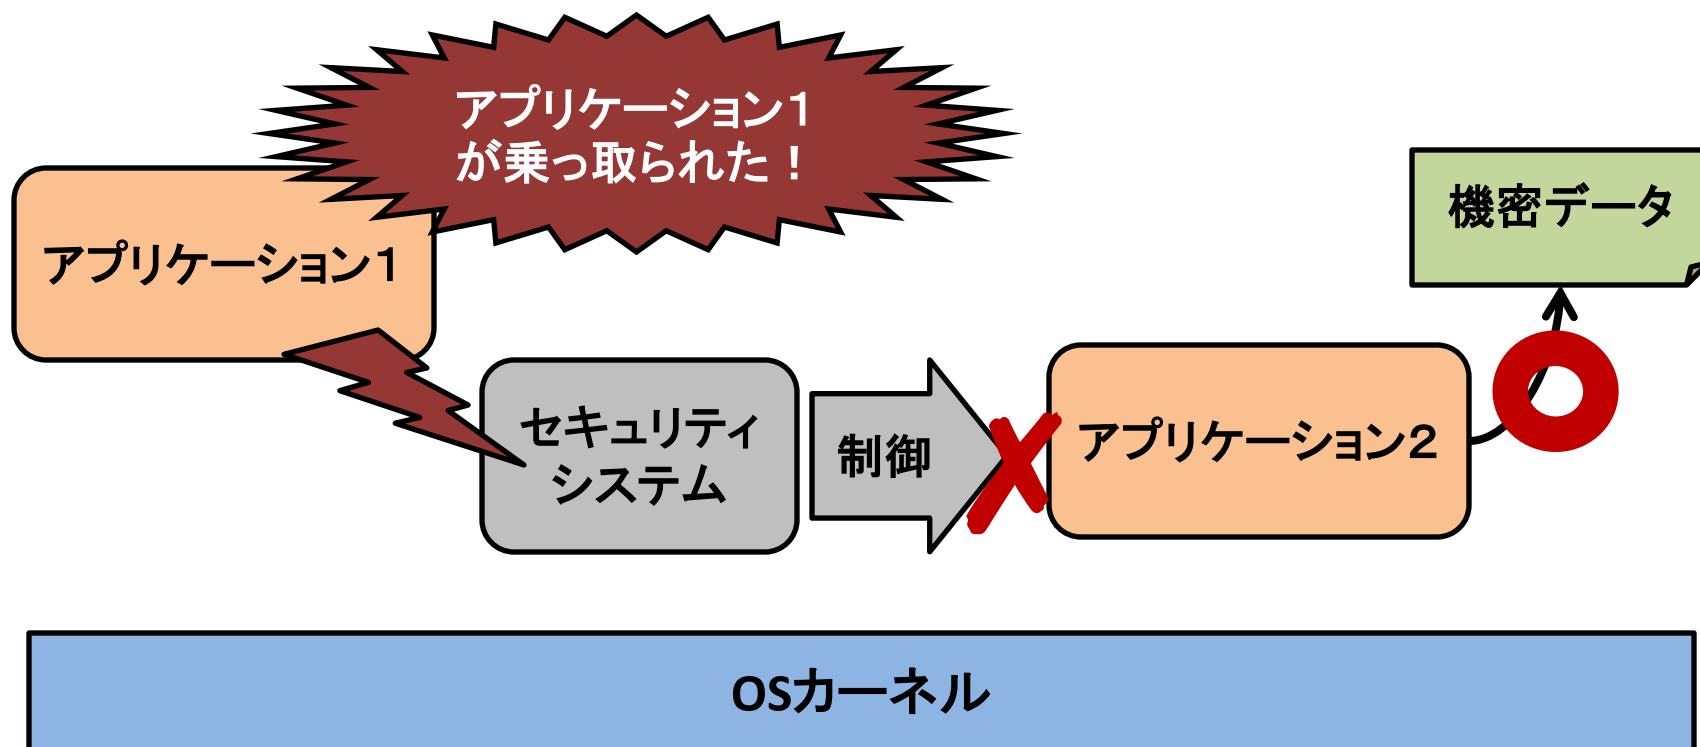 アプリケーション１
が乗っ取られた！
機密データ
アプリケーション１
セキュリティ
システム
制御
アプリケーション２
OSカーネル